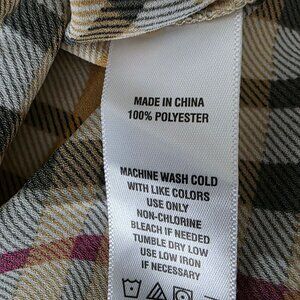 MADE IN CHINA
100% POLYESTER
MACHINE WASH COLD
WITH LIKE COLORS
USE ONLY
NON-CHLORINE
BLEACH IF NEEDED
TUMBLE DRY LOW
USE LOW IRON
IF NECESSARY